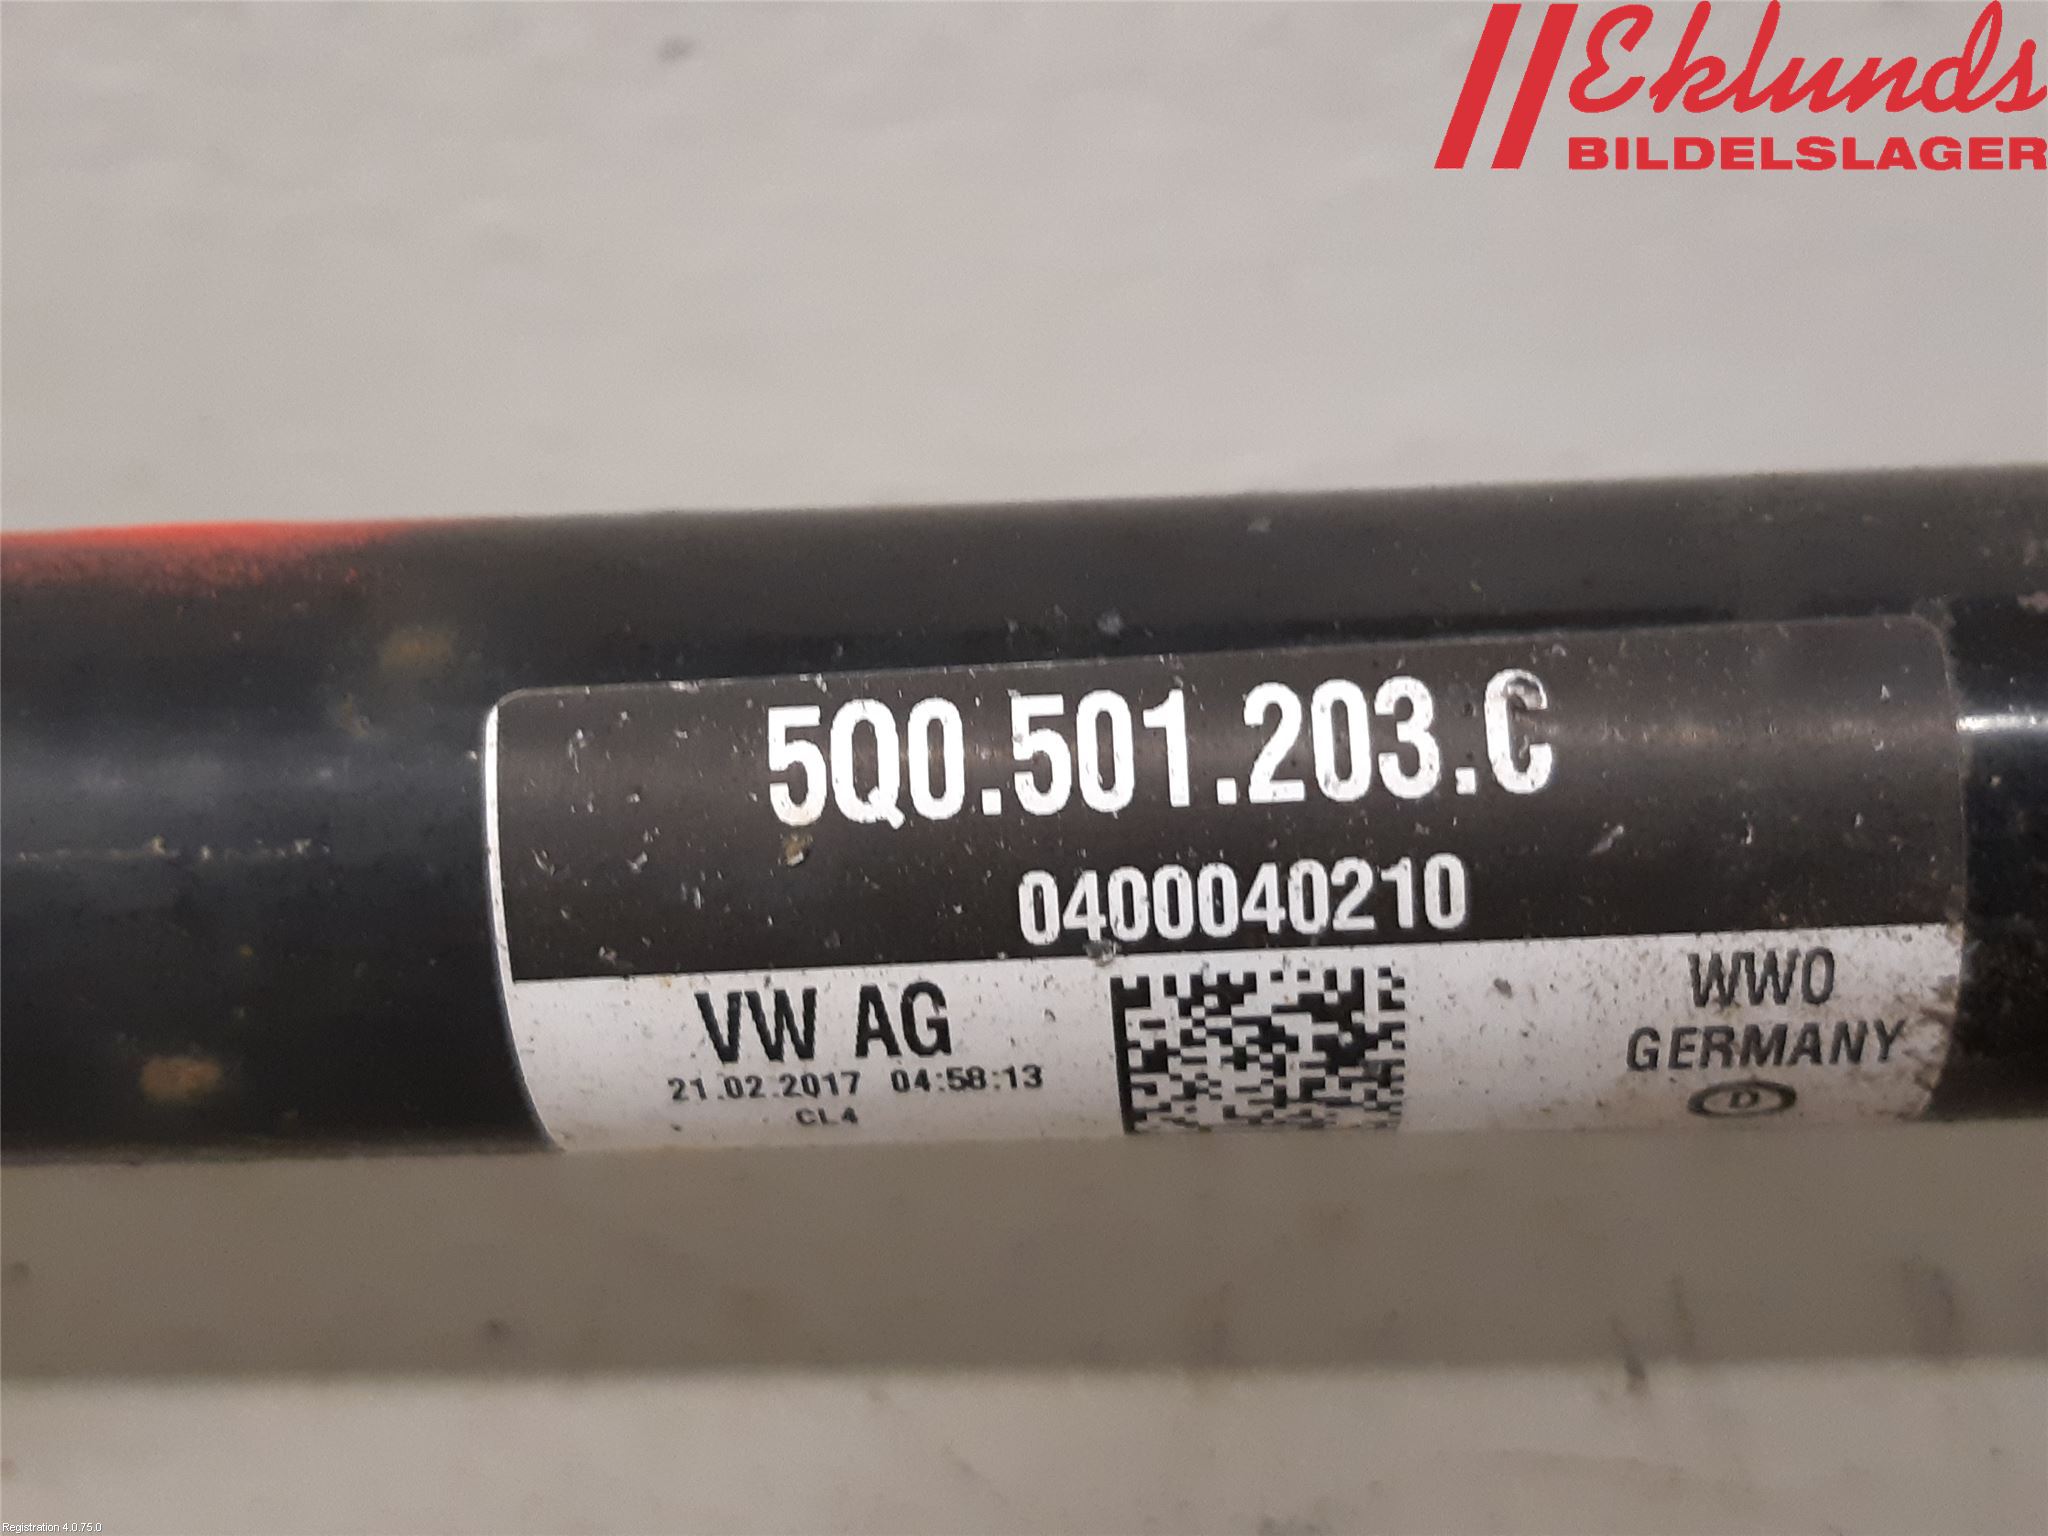 Eklunds
BILDELSLAGER
5Q0.501.203.C
0400040210
VW AG
21.02.2017 04:58:13
CL4
WWO
GERMANY
D
Registration 4.0.75.0